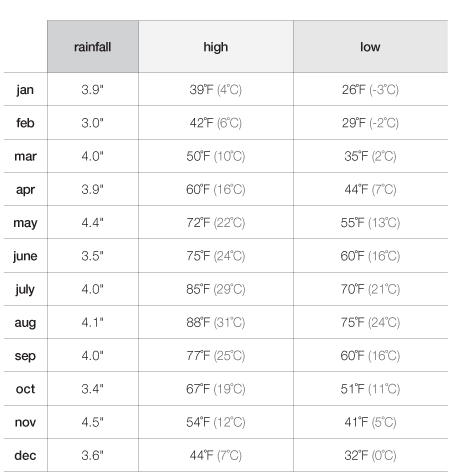 rainfall high low
jan 3.9" 39°F (4°C) 26°F (-3°C)
feb 3.0" 42°F (6°C) 29°F (-2°C)
mar 4.0" 50°F (10°C) 35°F (2°C)
apr 3.9" 60°F (16°C) 44°F (7°C)
may 4.4" 72°F (22°C) 55°F (13°C)
june 3.5" 75°F (24°C) 60°F (16°C)
july 4.0" 85°F (29°C) 70°F (21°C)
aug 4.1" 88°F (31°C) 75°F (24°C)
sep 4.0" 77°F (25°C) 60°F (16°C)
oct 3.4" 67°F (19°C) 51°F (11°C)
nov 4.5" 54°F (12°C) 41°F (5°C)
dec 3.6" 44°F (7°C) 32°F (0°C)